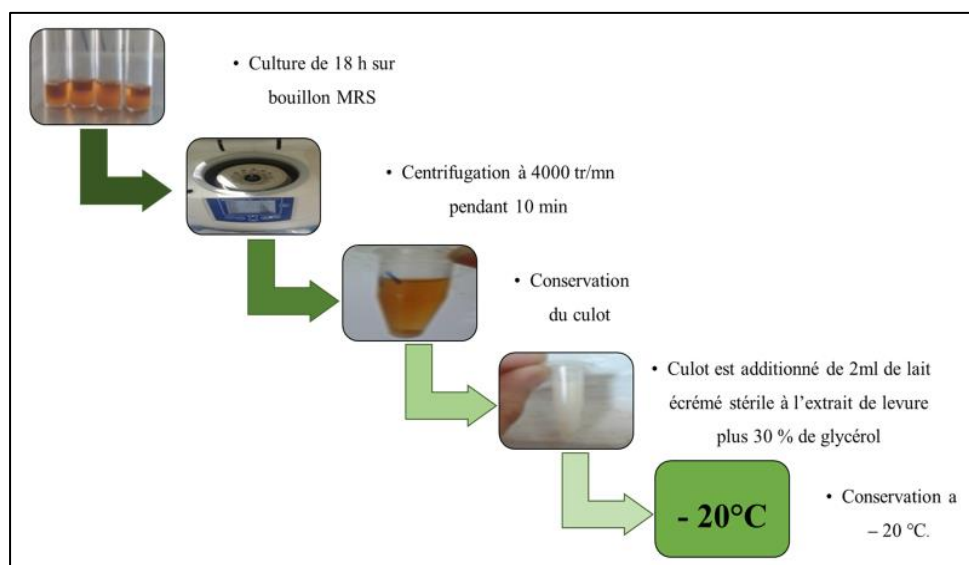 • Culture de 18 h sur
bouillon MRS
• Centrifugation à 4000 tr/mn
pendant 10 min
• Conservation
du culot
• Culot est additionné de 2ml de lait
écrémé stérile à l’extrait de levure
plus 30 % de glycérol
- 20°C
• Conservation a
– 20 °C.